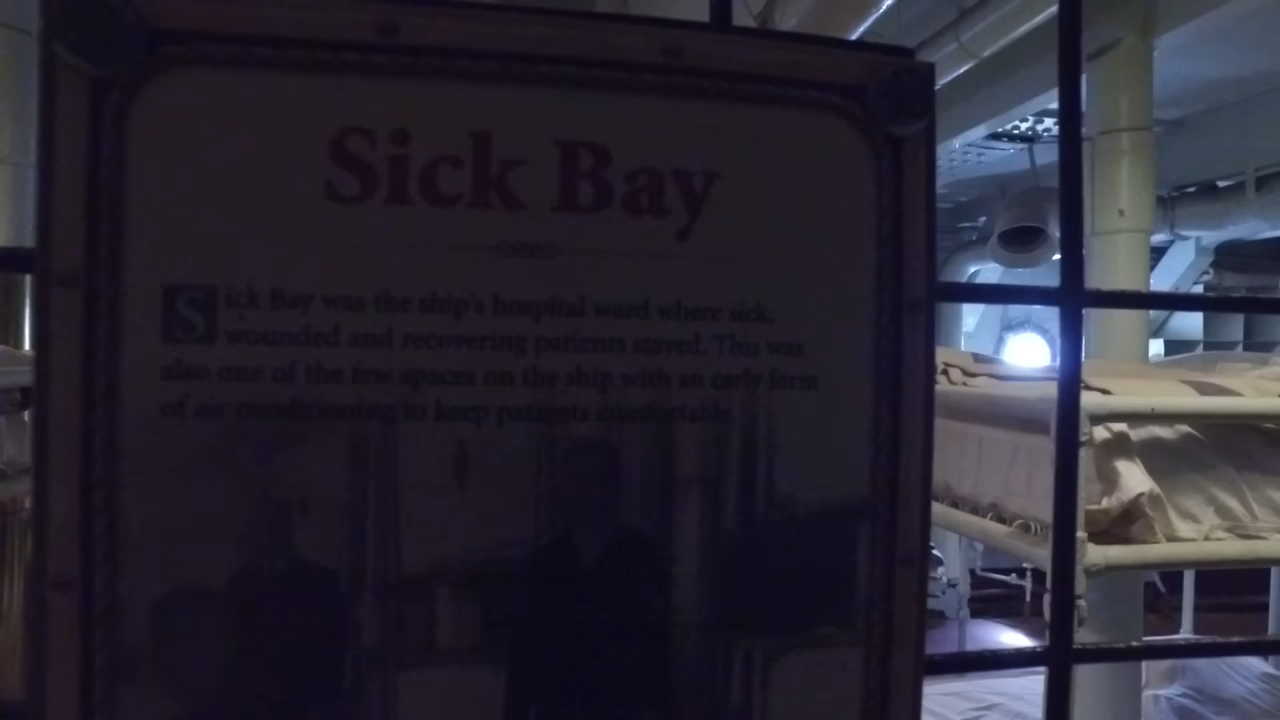 Sick Bay
Sick Bay was the ship's hospital ward where sick,
wounded and recovering patients stayed. This was
also one of the few spaces on the ship with an early form
of air conditioning to keep patients comfortable.